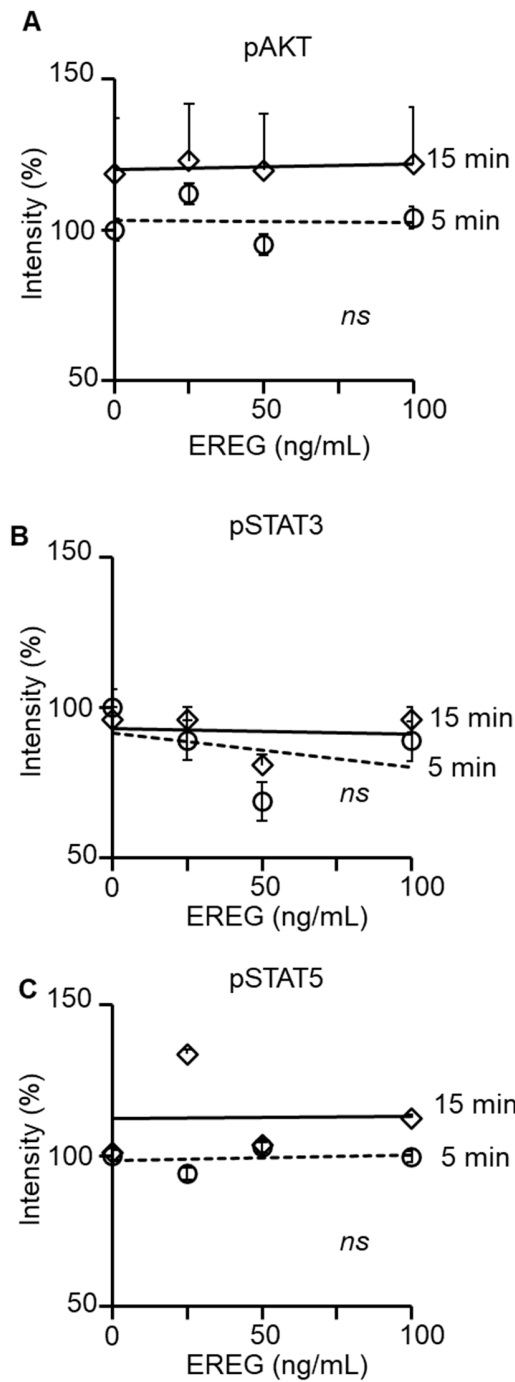 A
pAKT
150
100
50
Intensity (%)
15 min
5 min
ns
0
50
100
EREG (ng/mL)
B
pSTAT3
150
100
50
Intensity (%)
15 min
5 min
ns
0
50
100
EREG (ng/mL)
C
pSTAT5
150
100
50
Intensity (%)
15 min
5 min
ns
0
50
100
EREG (ng/mL)